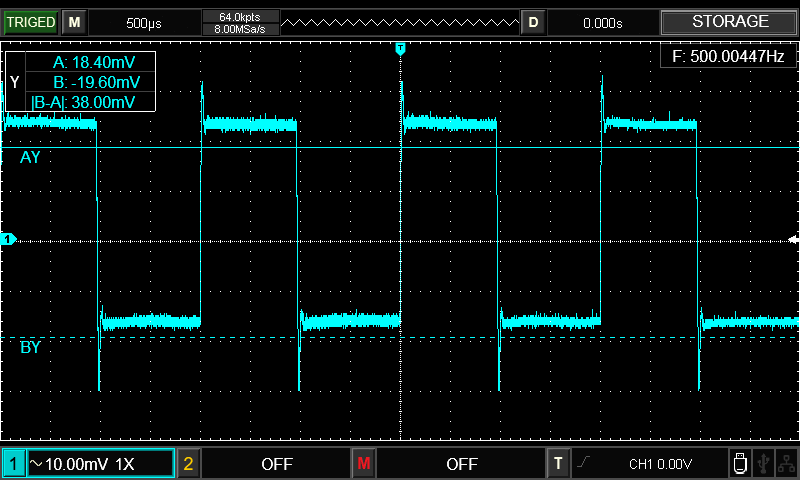 TRIGED M 500µs 64.0kpts D 0.000s STORAGE
8.00MSa/s
T
F: 500.00447Hz
A: 18.40mV
Y B: -19.60mV
|B-A|: 38.00mV
AY
1
BY
1 10.00mV 1X 2 OFF M OFF T CH1 0.00V